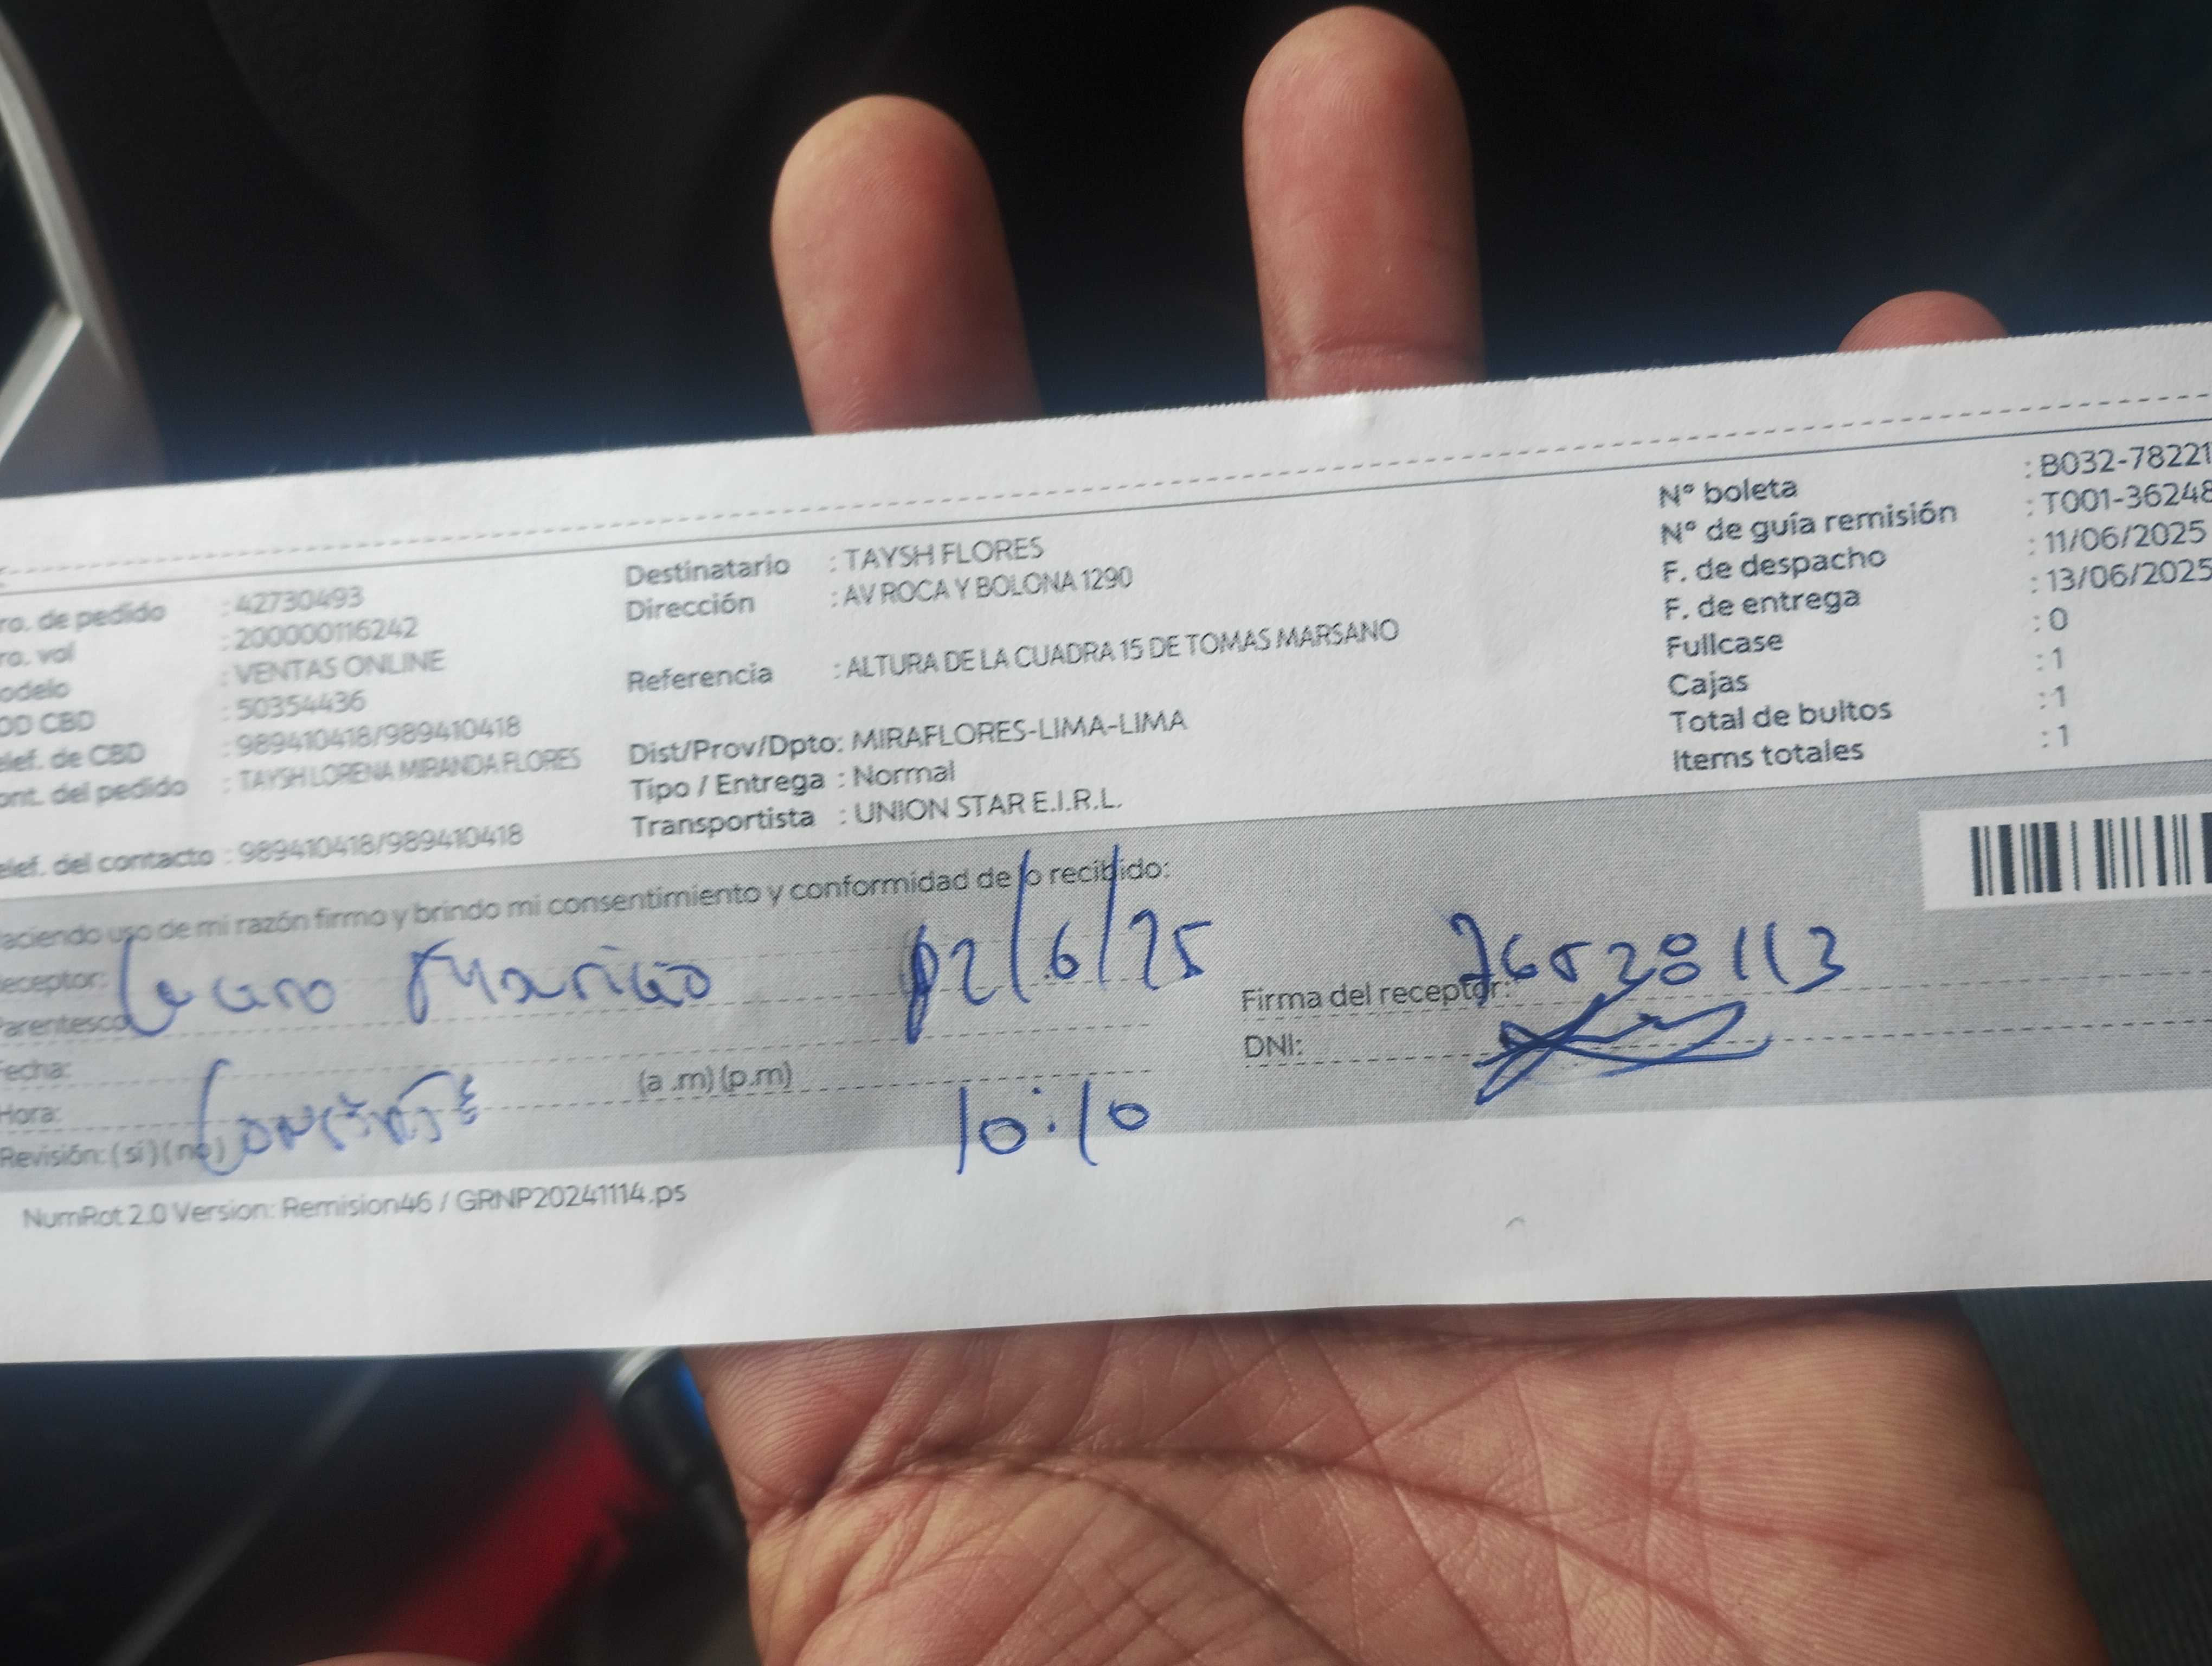 ro. de pedido : 42730493
ro. vol : 200000116242
odelo : VENTAS ONLINE
OD CBD : 50354436
elef. de CBD : 989410418/989410418
ont. del pedido : TAYSH LORENA MIRANDA FLORES
elef. del contacto : 989410418/989410418
Destinatario : TAYSH FLORES
Dirección : AV ROCA Y BOLONA 1290
Referencia : ALTURA DE LA CUADRA 15 DE TOMAS MARSANO
Dist/Prov/Dpto: MIRAFLORES-LIMA-LIMA
Tipo / Entrega : Normal
Transportista : UNION STAR E.I.R.L.
N° boleta : B032-78221
N° de guía remisión : T001-36248
F. de despacho : 11/06/2025
F. de entrega : 13/06/2025
Fullcase : 0
Cajas : 1
Total de bultos : 1
Items totales : 1
aciendo uso de mi razón firmo y brindo mi consentimiento y conformidad de lo recibido:
eceptor:
arentesco
Fecha:
Hora: (a .m) (p.m)
Revisión: ( si ) ( no )
12/6/25
10:10
Firma del receptor:
76528113
DNI:
NumRot 2.0 Version: Remision46 / GRNP20241114.ps